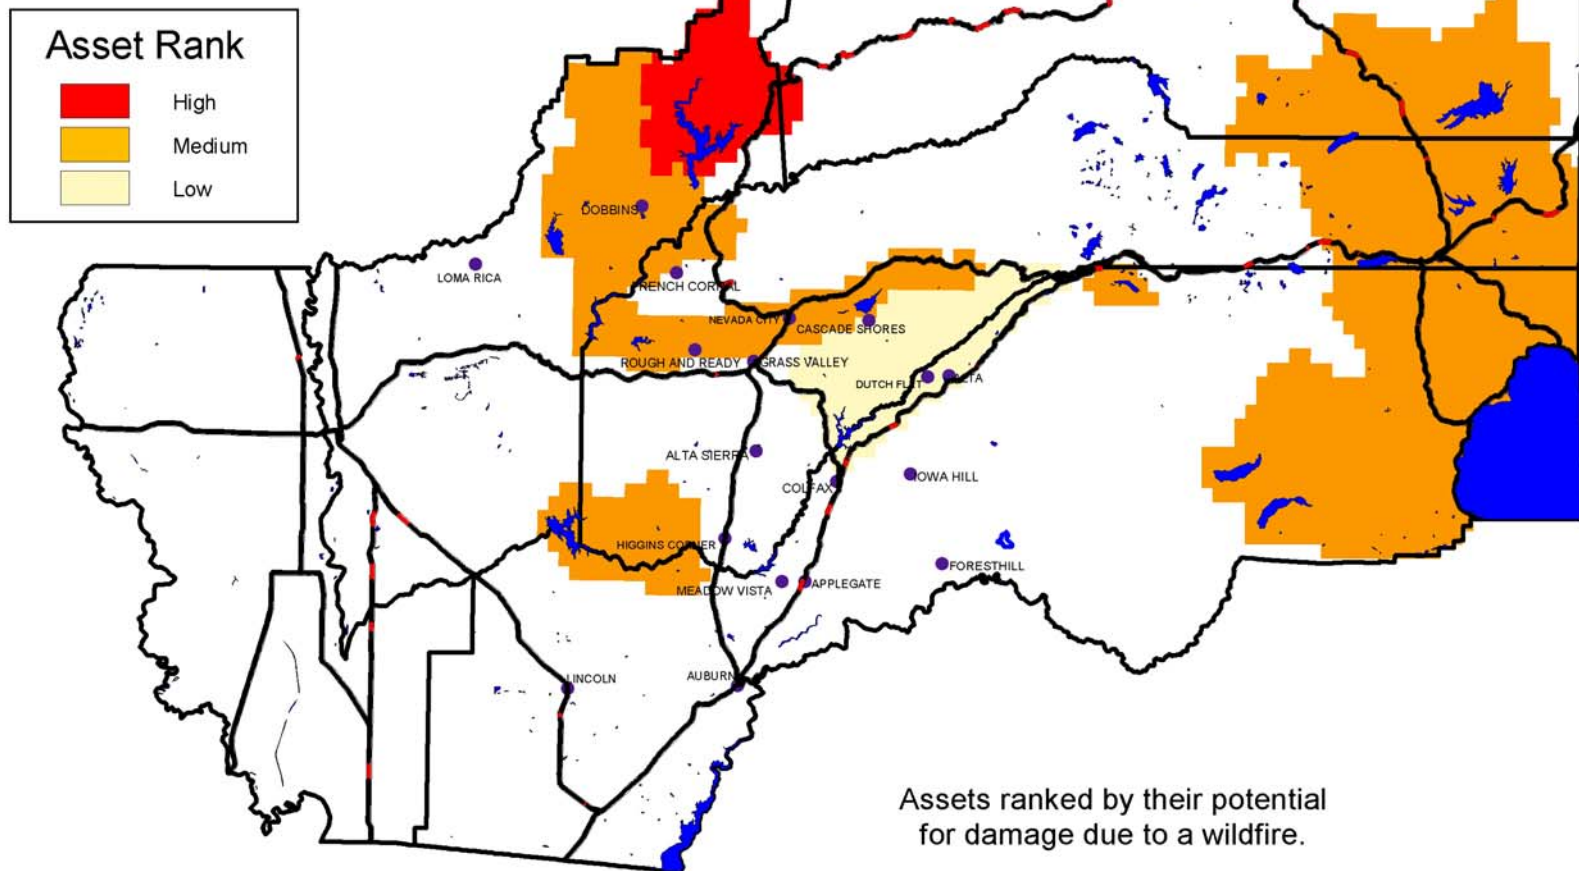 Asset Rank
High
Medium
Low
DOBBINS
LOMA RICA
FRENCH CORRAL
NEVADA CITY
CASCADE SHORES
ROUGH AND READY
GRASS VALLEY
DUTCH FLAT
ALTA
ALTA SIERRA
COLFAX
IOWA HILL
HIGGINS CORNER
FORESTHILL
MEADOW VISTA
APPLEGATE
LINCOLN
AUBURN
Assets ranked by their potential
for damage due to a wildfire.